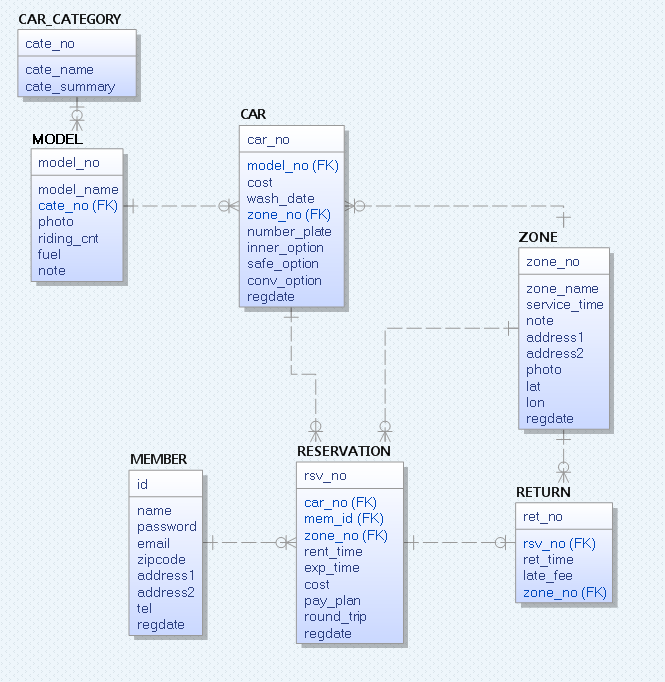 CAR_CATEGORY
cate_no
cate_name
cate_summary
MODEL
model_no
model_name
cate_no (FK)
photo
riding_cnt
fuel
note
CAR
car_no
model_no (FK)
cost
wash_date
zone_no (FK)
number_plate
inner_option
safe_option
conv_option
regdate
ZONE
zone_no
zone_name
service_time
note
address1
address2
photo
lat
lon
regdate
MEMBER
id
name
password
email
zipcode
address1
address2
tel
regdate
RESERVATION
rsv_no
car_no (FK)
mem_id (FK)
zone_no (FK)
rent_time
exp_time
cost
pay_plan
round_trip
regdate
RETURN
ret_no
rsv_no (FK)
ret_time
late_fee
zone_no (FK)